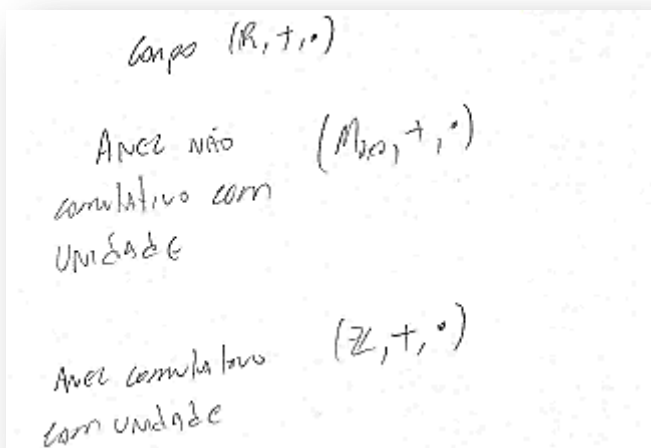 Corpo (R, +, •)
Anel não (M₂ₓ₂, +, •)
comutativo com
unidade
Anel comutativo (ℤ, +, •)
com unidade